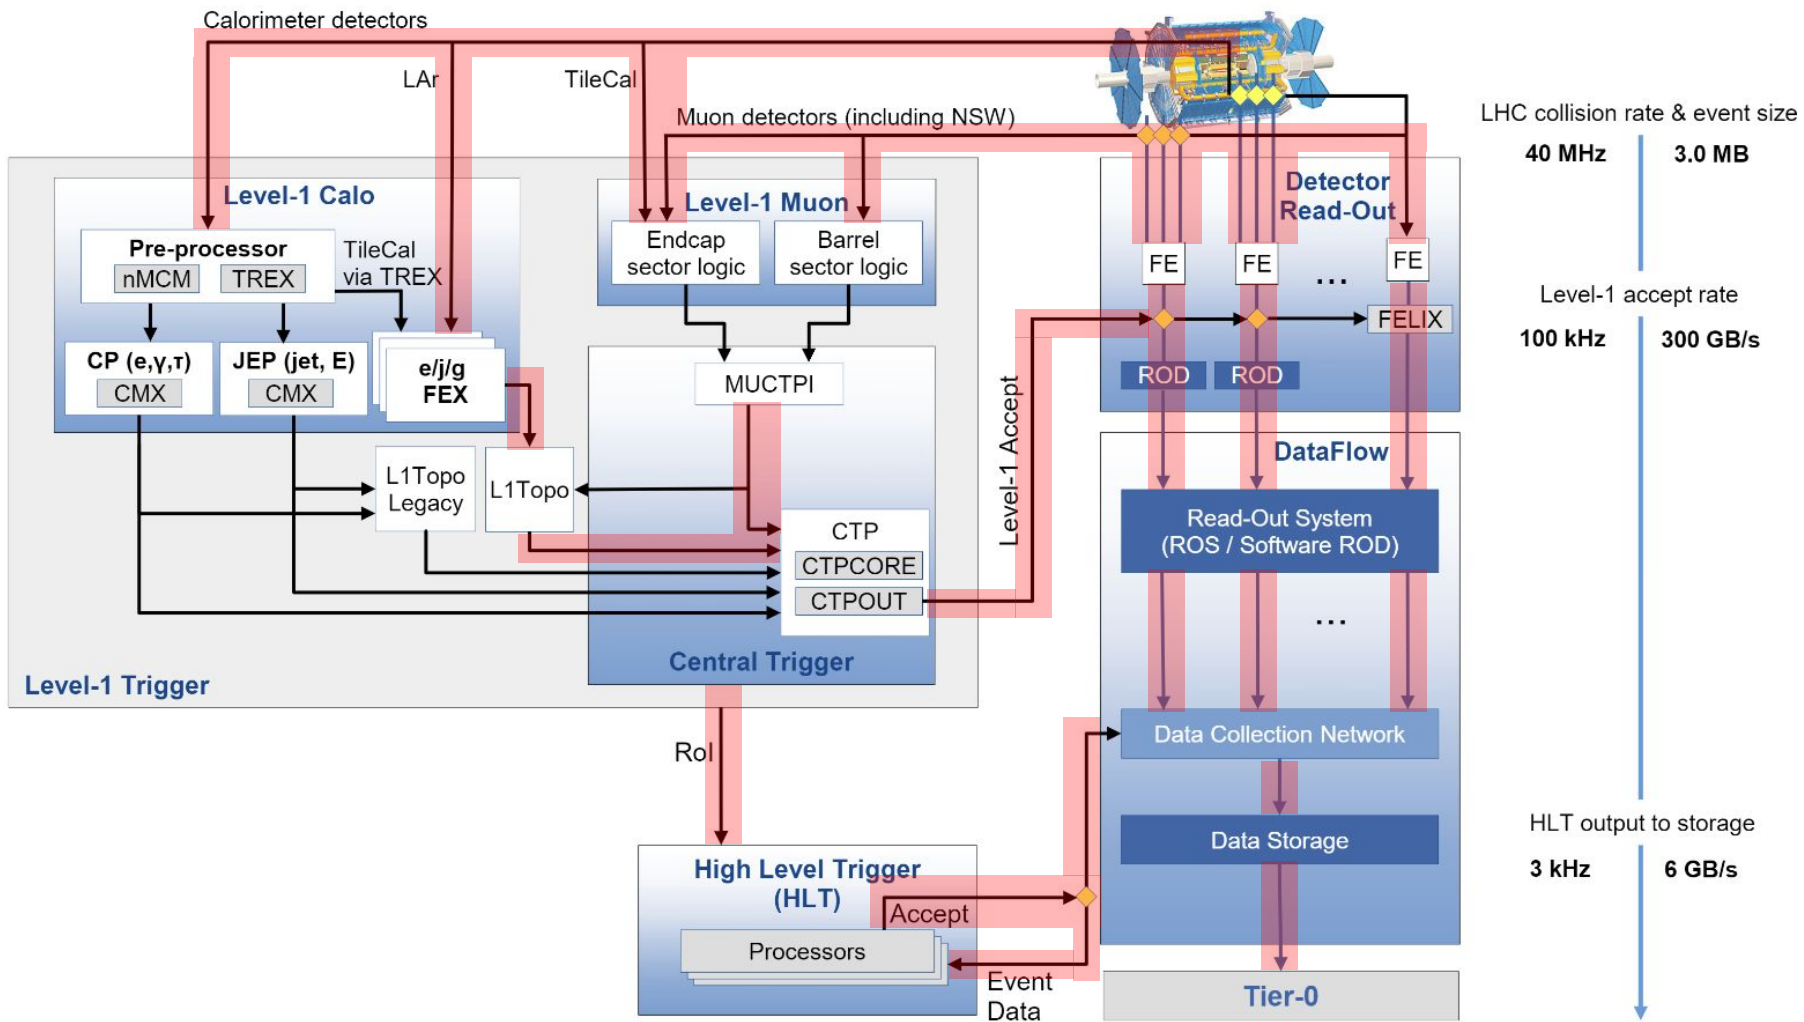 Calorimeter detectors
LAr
TileCal
Muon detectors (including NSW)
LHC collision rate & event size
40 MHz
3.0 MB
Level-1 Calo
Level-1 Muon
Detector
Read-Out
Pre-processor
nMCM
TREX
TileCal
via TREX
Endcap
sector logic
Barrel
sector logic
FE
FE
...
FE
Level-1 accept rate
100 kHz
300 GB/s
FELIX
CP (e,γ,τ)
CMX
JEP (jet, E)
CMX
e/j/g
FEX
MUCTPI
ROD
ROD
Level-1 Accept
DataFlow
L1Topo
Legacy
L1Topo
CTP
CTPCORE
CTPOUT
Read-Out System
(ROS / Software ROD)
...
Central Trigger
Level-1 Trigger
RoI
Data Collection Network
Data Storage
HLT output to storage
3 kHz
6 GB/s
High Level Trigger
(HLT)
Accept
Processors
Event
Data
Tier-0